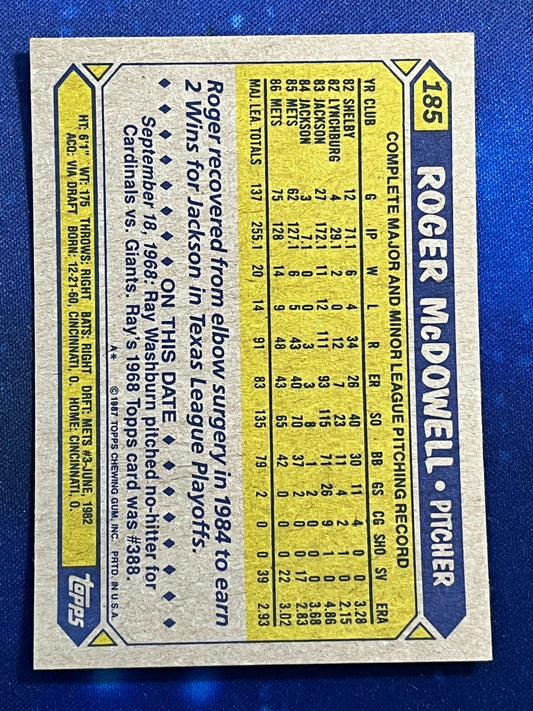 185 ROGER McDOWELL • PITCHER
COMPLETE MAJOR AND MINOR LEAGUE PITCHING RECORD
YR CLUB G IP W L R ER SO BB GS CG SHO SV ERA
82 SHELBY 12 71.1 6 4 34 26 40 30 11 4 0 0 3.28
82 LYNCHBURG 4 29.1 2 0 12 7 23 11 4 2 1 0 2.15
83 JACKSON 27 172.1 11 12 111 93 115 71 26 9 1 0 4.86
84 JACKSON 3 7.1 0 0 3 3 8 1 2 0 0 0 3.68
85 METS 62 127.1 6 5 43 40 70 37 2 0 0 17 2.83
86 METS 75 128 14 9 48 43 65 42 0 0 0 22 3.02
MAJ. LEA. TOTALS 137 255.1 20 14 91 83 135 79 2 0 0 39 2.93
Roger recovered from elbow surgery in 1984 to earn
2 Wins for Jackson in Texas League Playoffs.
ON THIS DATE
September 18, 1968: Ray Washburn pitched no-hitter for
Cardinals vs. Giants. Ray's 1968 Topps card was #388.
A* © 1987 TOPPS CHEWING GUM, INC. PRTD. IN U.S.A.
HT: 6'1" WT: 175 THROWS: RIGHT BATS: RIGHT DRFT: METS #3-JUNE, 1982
ACQ: VIA DRAFT BORN: 12-21-60, CINCINNATI, O. HOME: CINCINNATI, O.
topps